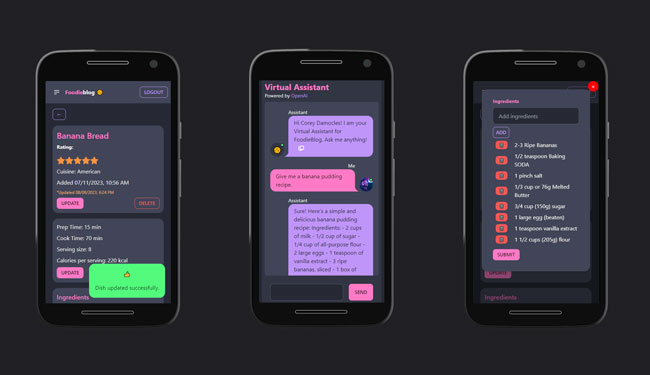 Foodieblog
LOGOUT
Banana Bread
Rating:
Cuisine: American
Added 07/11/2023, 10:56 AM
UPDATE
DELETE
Prep Time: 15 min
Cook Time: 70 min
Serving size: 8
Calories per serving: 220 kcal
UPDATE
Dish updated successfully.
Ingredients
Virtual Assistant
Powered by OpenAI
Assistant
Hi Corey Damocles! I am your
Virtual Assistant for
FoodieBlog. Ask me anything!
Me
Give me a banana pudding
recipe.
Assistant
Sure! Here's a simple and
delicious banana pudding
recipe: Ingredients - 2 cups
of milk - 1/2 cup of sugar -
1/4 cup of all-purpose flour -
2 large eggs - 1 teaspoon of
vanilla extract - 3 ripe
bananas, sliced - 1 box of
SEND
Ingredients
Add ingredients
ADD
2-3 Ripe Bananas
1/2 teaspoon Baking
SODA
1 pinch salt
1/3 cup or 76g Melted
Butter
3/4 cup (150g) sugar
1 large egg (beaten)
1 teaspoon vanilla extract
1 1/2 cups (205g) flour
SUBMIT
UPDATE
Ingredients